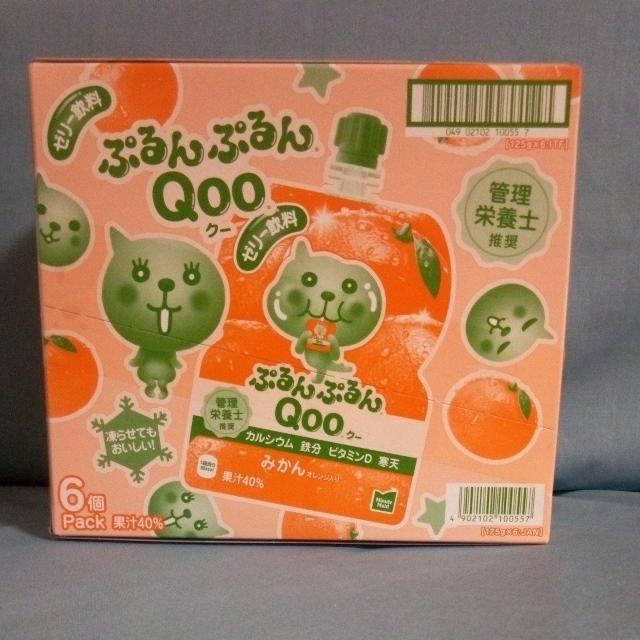 ゼリー飲料
ぷるんぷるん
Qoo
クー
049 02102 10055 7
[125g×6:ITF]
管理
栄養士
推奨
ゼリー飲料
ぷるんぷるん
Qoo クー
管理
栄養士
推奨
カルシウム 鉄分 ビタミンD 寒天
みかん オレンジ入り
果汁40%
Minute
Maid
凍らせても
おいしい!
6個
Pack 果汁40%
4 902102 100557
[125g×6:JAN]